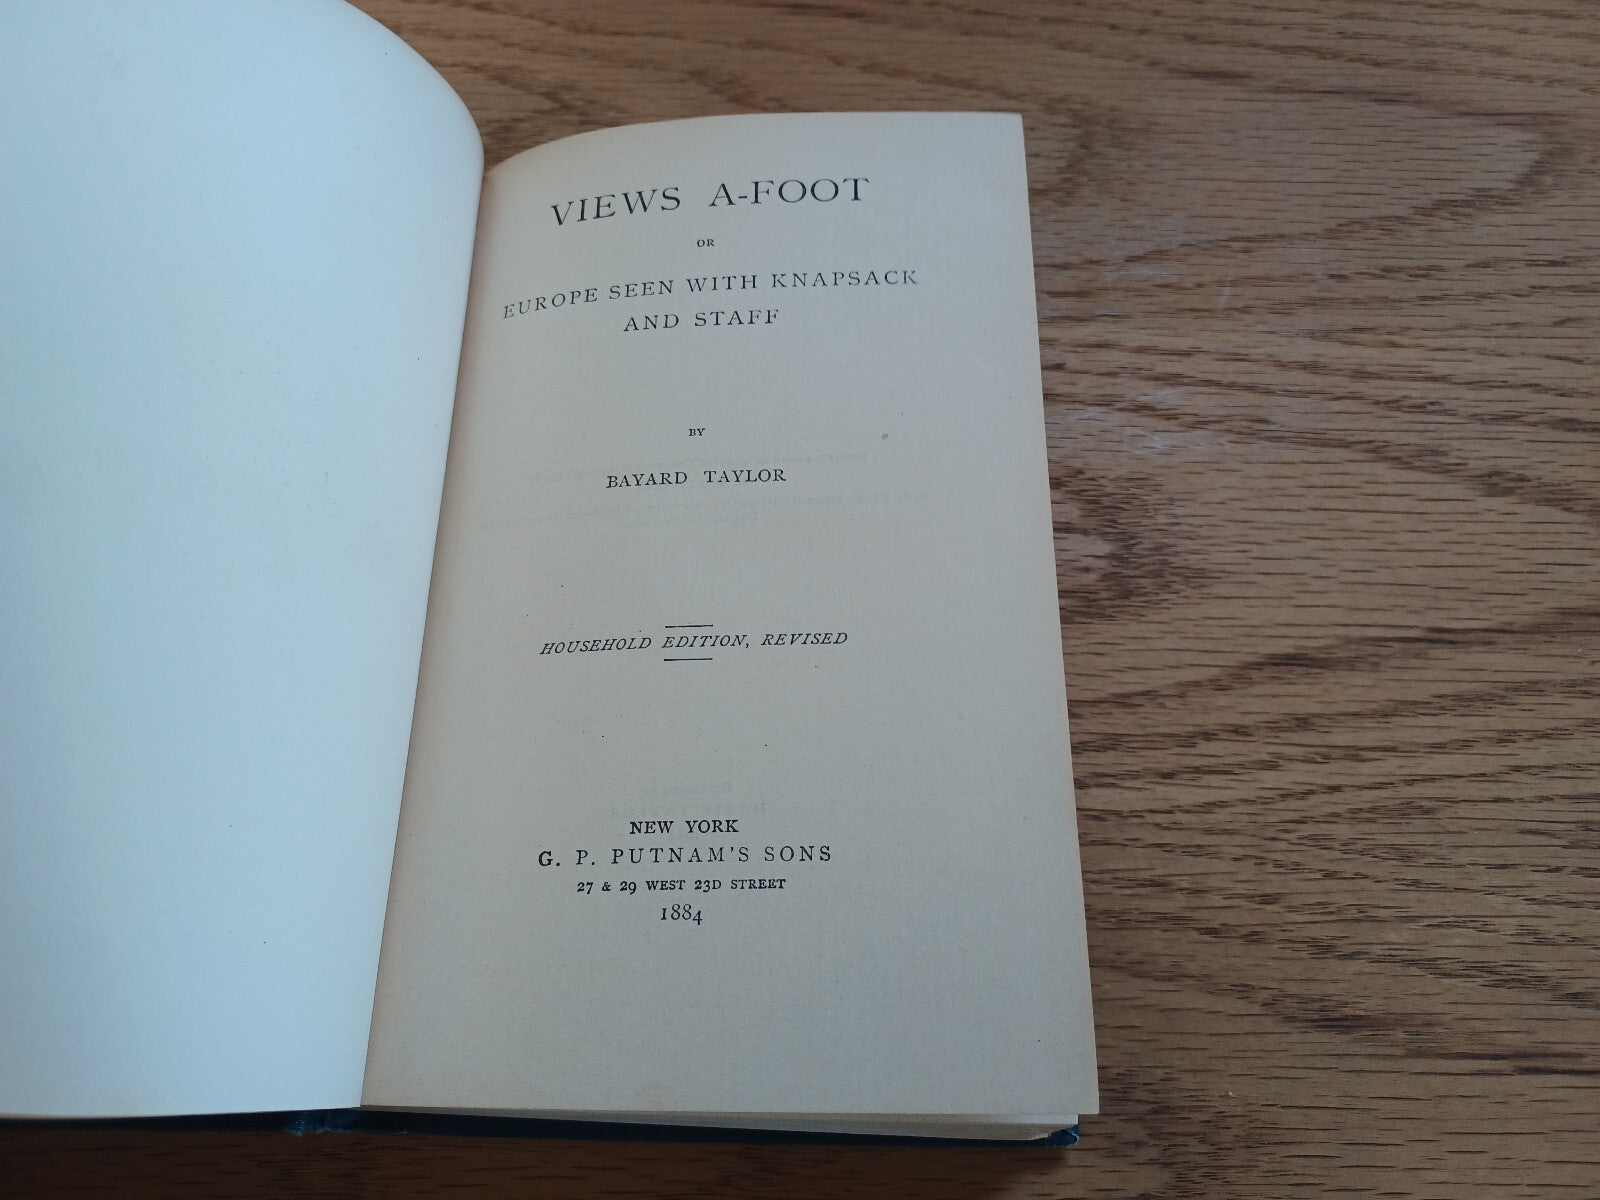 VIEWS A-FOOT
OR
EUROPE SEEN WITH KNAPSACK
AND STAFF
BY
BAYARD TAYLOR
HOUSEHOLD EDITION, REVISED
NEW YORK
G. P. PUTNAM'S SONS
27 & 29 WEST 23D STREET
1884